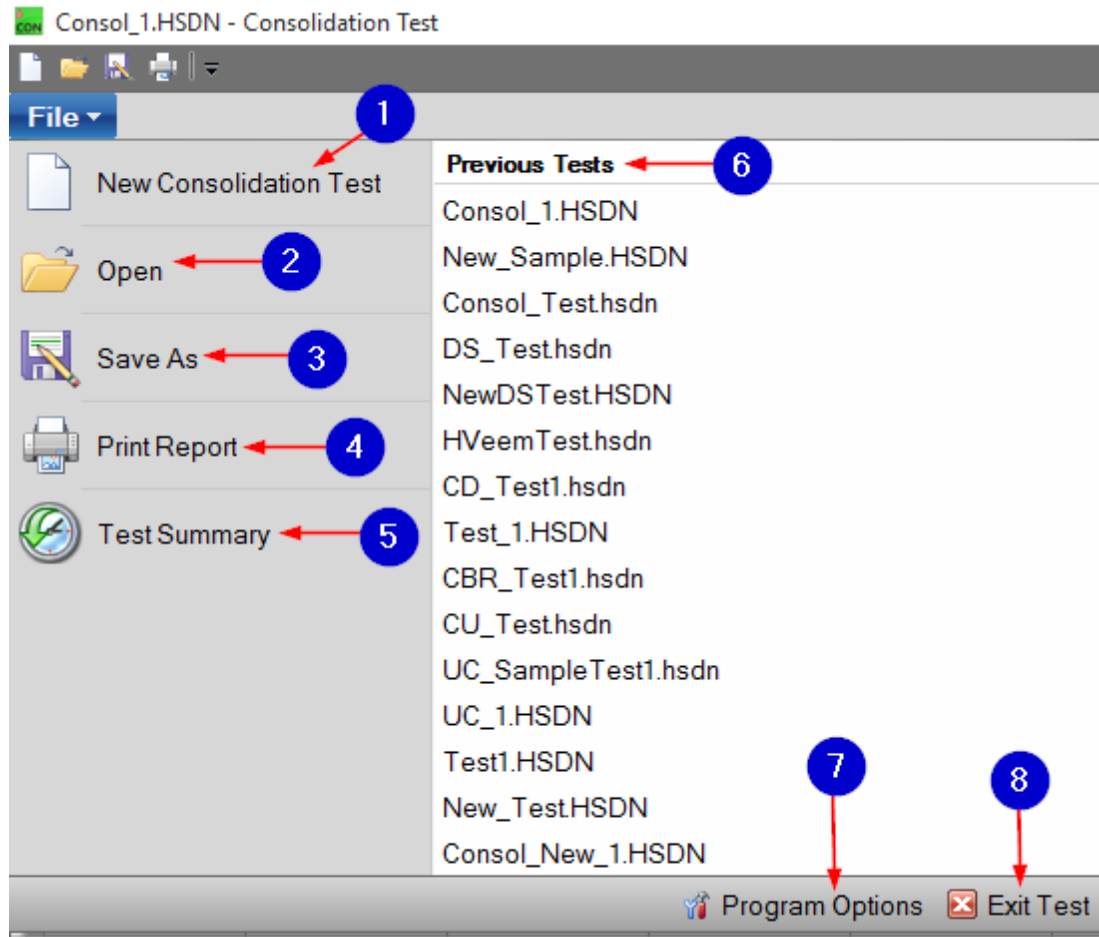 CON Consol_1.HSDN - Consolidation Test
File
1
New Consolidation Test
Open
2
Save As
3
Print Report
4
Test Summary
5
Previous Tests
6
Consol_1.HSDN
New_Sample.HSDN
Consol_Test.hsdn
DS_Test.hsdn
NewDSTest.HSDN
HVeemTest.hsdn
CD_Test1.hsdn
Test_1.HSDN
CBR_Test1.hsdn
CU_Test.hsdn
UC_SampleTest1.hsdn
UC_1.HSDN
Test1.HSDN
New_Test.HSDN
Consol_New_1.HSDN
7
8
Program Options
Exit Test